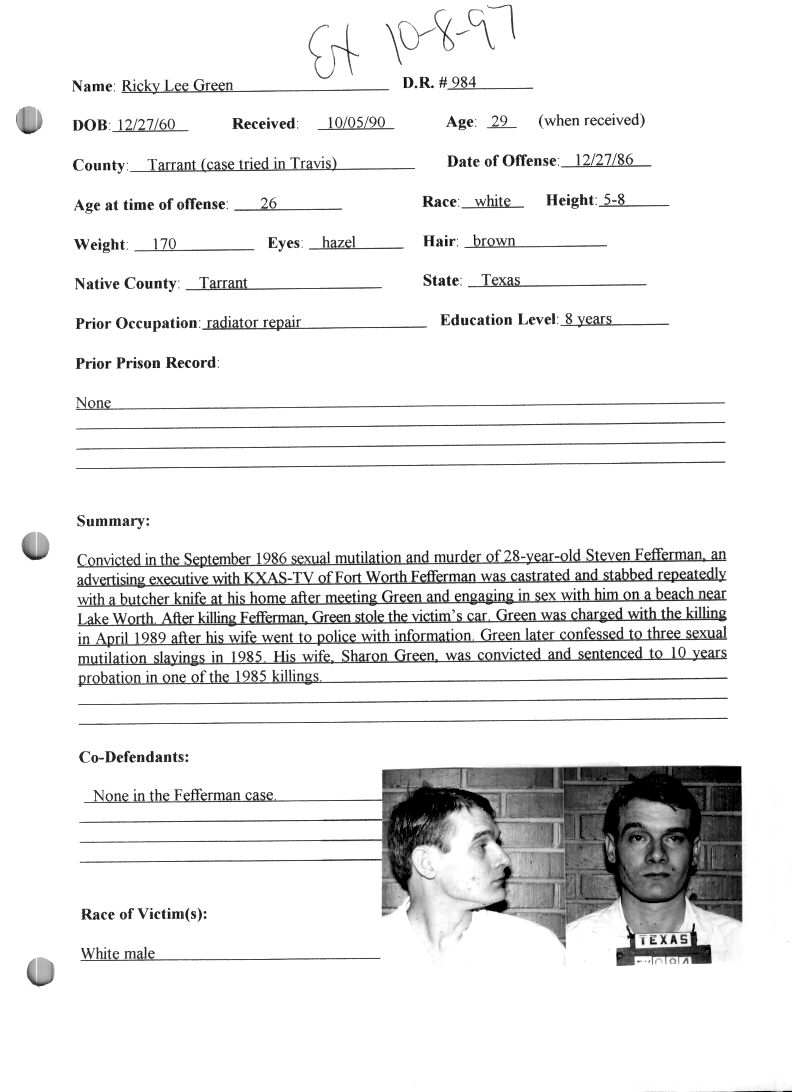 Ex 10-8-97
Name: Ricky Lee Green D.R. # 984
DOB: 12/27/60 Received: 10/05/90 Age: 29 (when received)
County: Tarrant (case tried in Travis) Date of Offense: 12/27/86
Age at time of offense: 26 Race: white Height: 5-8
Weight: 170 Eyes: hazel Hair: brown
Native County: Tarrant State: Texas
Prior Occupation: radiator repair Education Level: 8 years
Prior Prison Record:
None
Summary:
Convicted in the September 1986 sexual mutilation and murder of 28-year-old Steven Fefferman, an
advertising executive with KXAS-TV of Fort Worth Fefferman was castrated and stabbed repeatedly
with a butcher knife at his home after meeting Green and engaging in sex with him on a beach near
Lake Worth. After killing Fefferman, Green stole the victim's car. Green was charged with the killing
in April 1989 after his wife went to police with information. Green later confessed to three sexual
mutilation slayings in 1985. His wife, Sharon Green, was convicted and sentenced to 10 years
probation in one of the 1985 killings.
Co-Defendants:
None in the Fefferman case.
Race of Victim(s):
White male
TEXAS